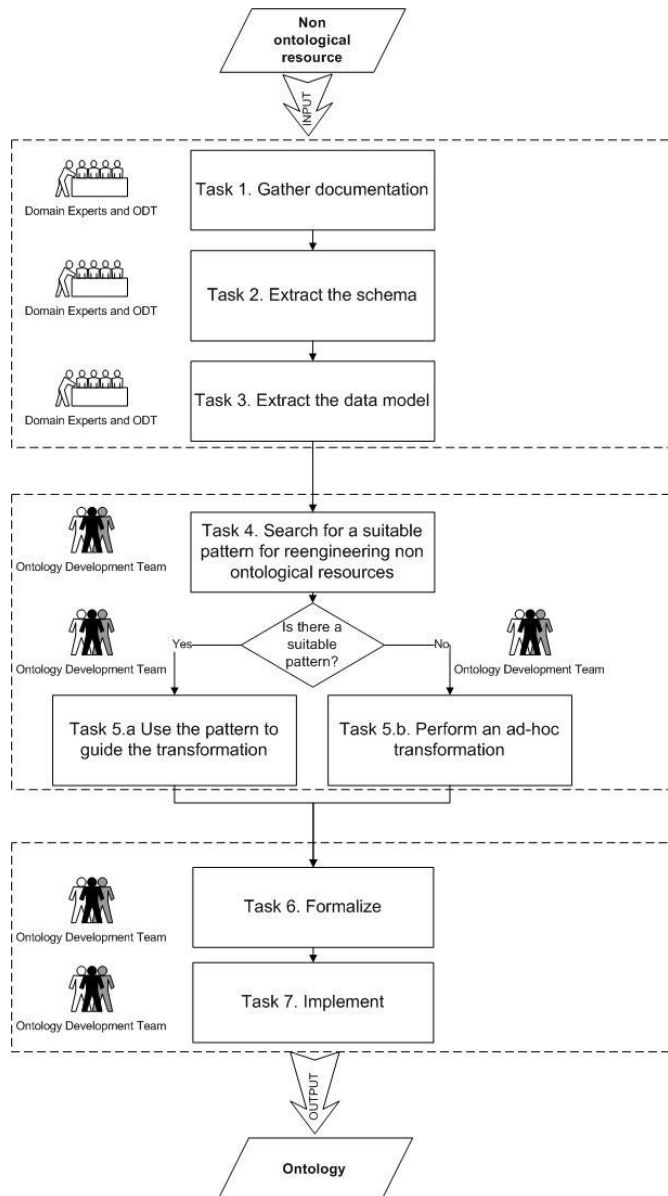 Non
ontological
resource
INPUT
Task 1. Gather documentation
Domain Experts and ODT
Task 2. Extract the schema
Domain Experts and ODT
Task 3. Extract the data model
Domain Experts and ODT
Task 4. Search for a suitable
pattern for reengineering non
ontological resources
Ontology Development Team
Is there a
suitable
pattern?
Yes
No
Ontology Development Team
Ontology Development Team
Task 5.a Use the pattern to
guide the transformation
Task 5.b. Perform an ad-hoc
transformation
Task 6. Formalize
Ontology Development Team
Task 7. Implement
Ontology Development Team
OUTPUT
Ontology